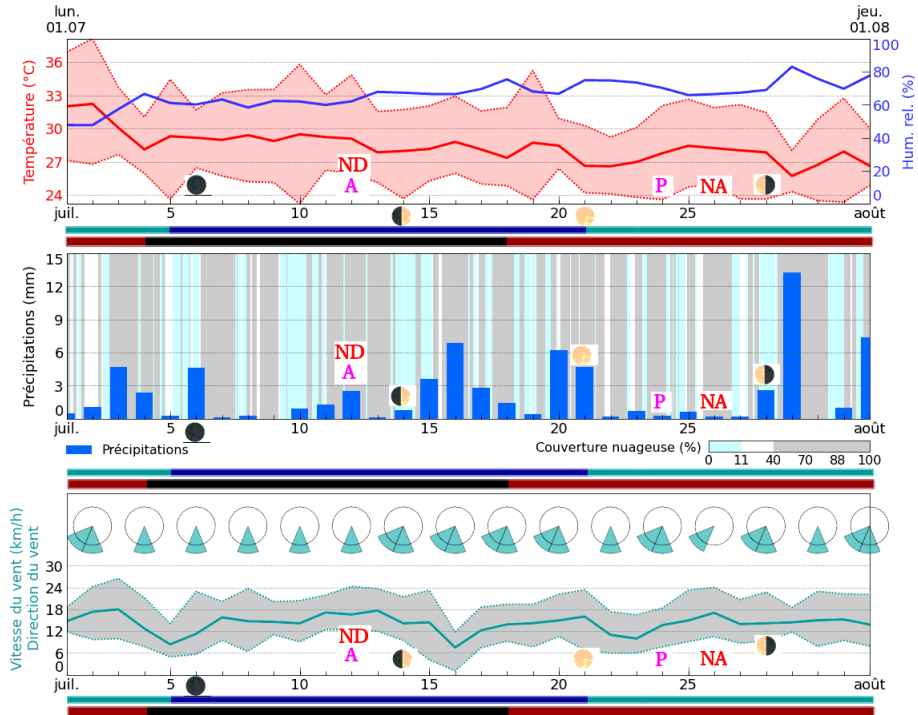 lun.
01.07
jeu.
01.08
Température (°C)
36
33
30
27
24
100
80
60
40
20
0
Hum. rel. (%)
ND
A
P
NA
juil.
5
10
15
20
25
août
Précipitations (mm)
15
12
9
6
3
0
ND
A
P
NA
juil.
5
10
15
20
25
août
Précipitations
Couverture nuageuse (%)
0
11
40
70
88
100
Vitesse du vent (km/h)
Direction du vent
30
24
18
12
6
0
ND
A
P
NA
juil.
5
10
15
20
25
août